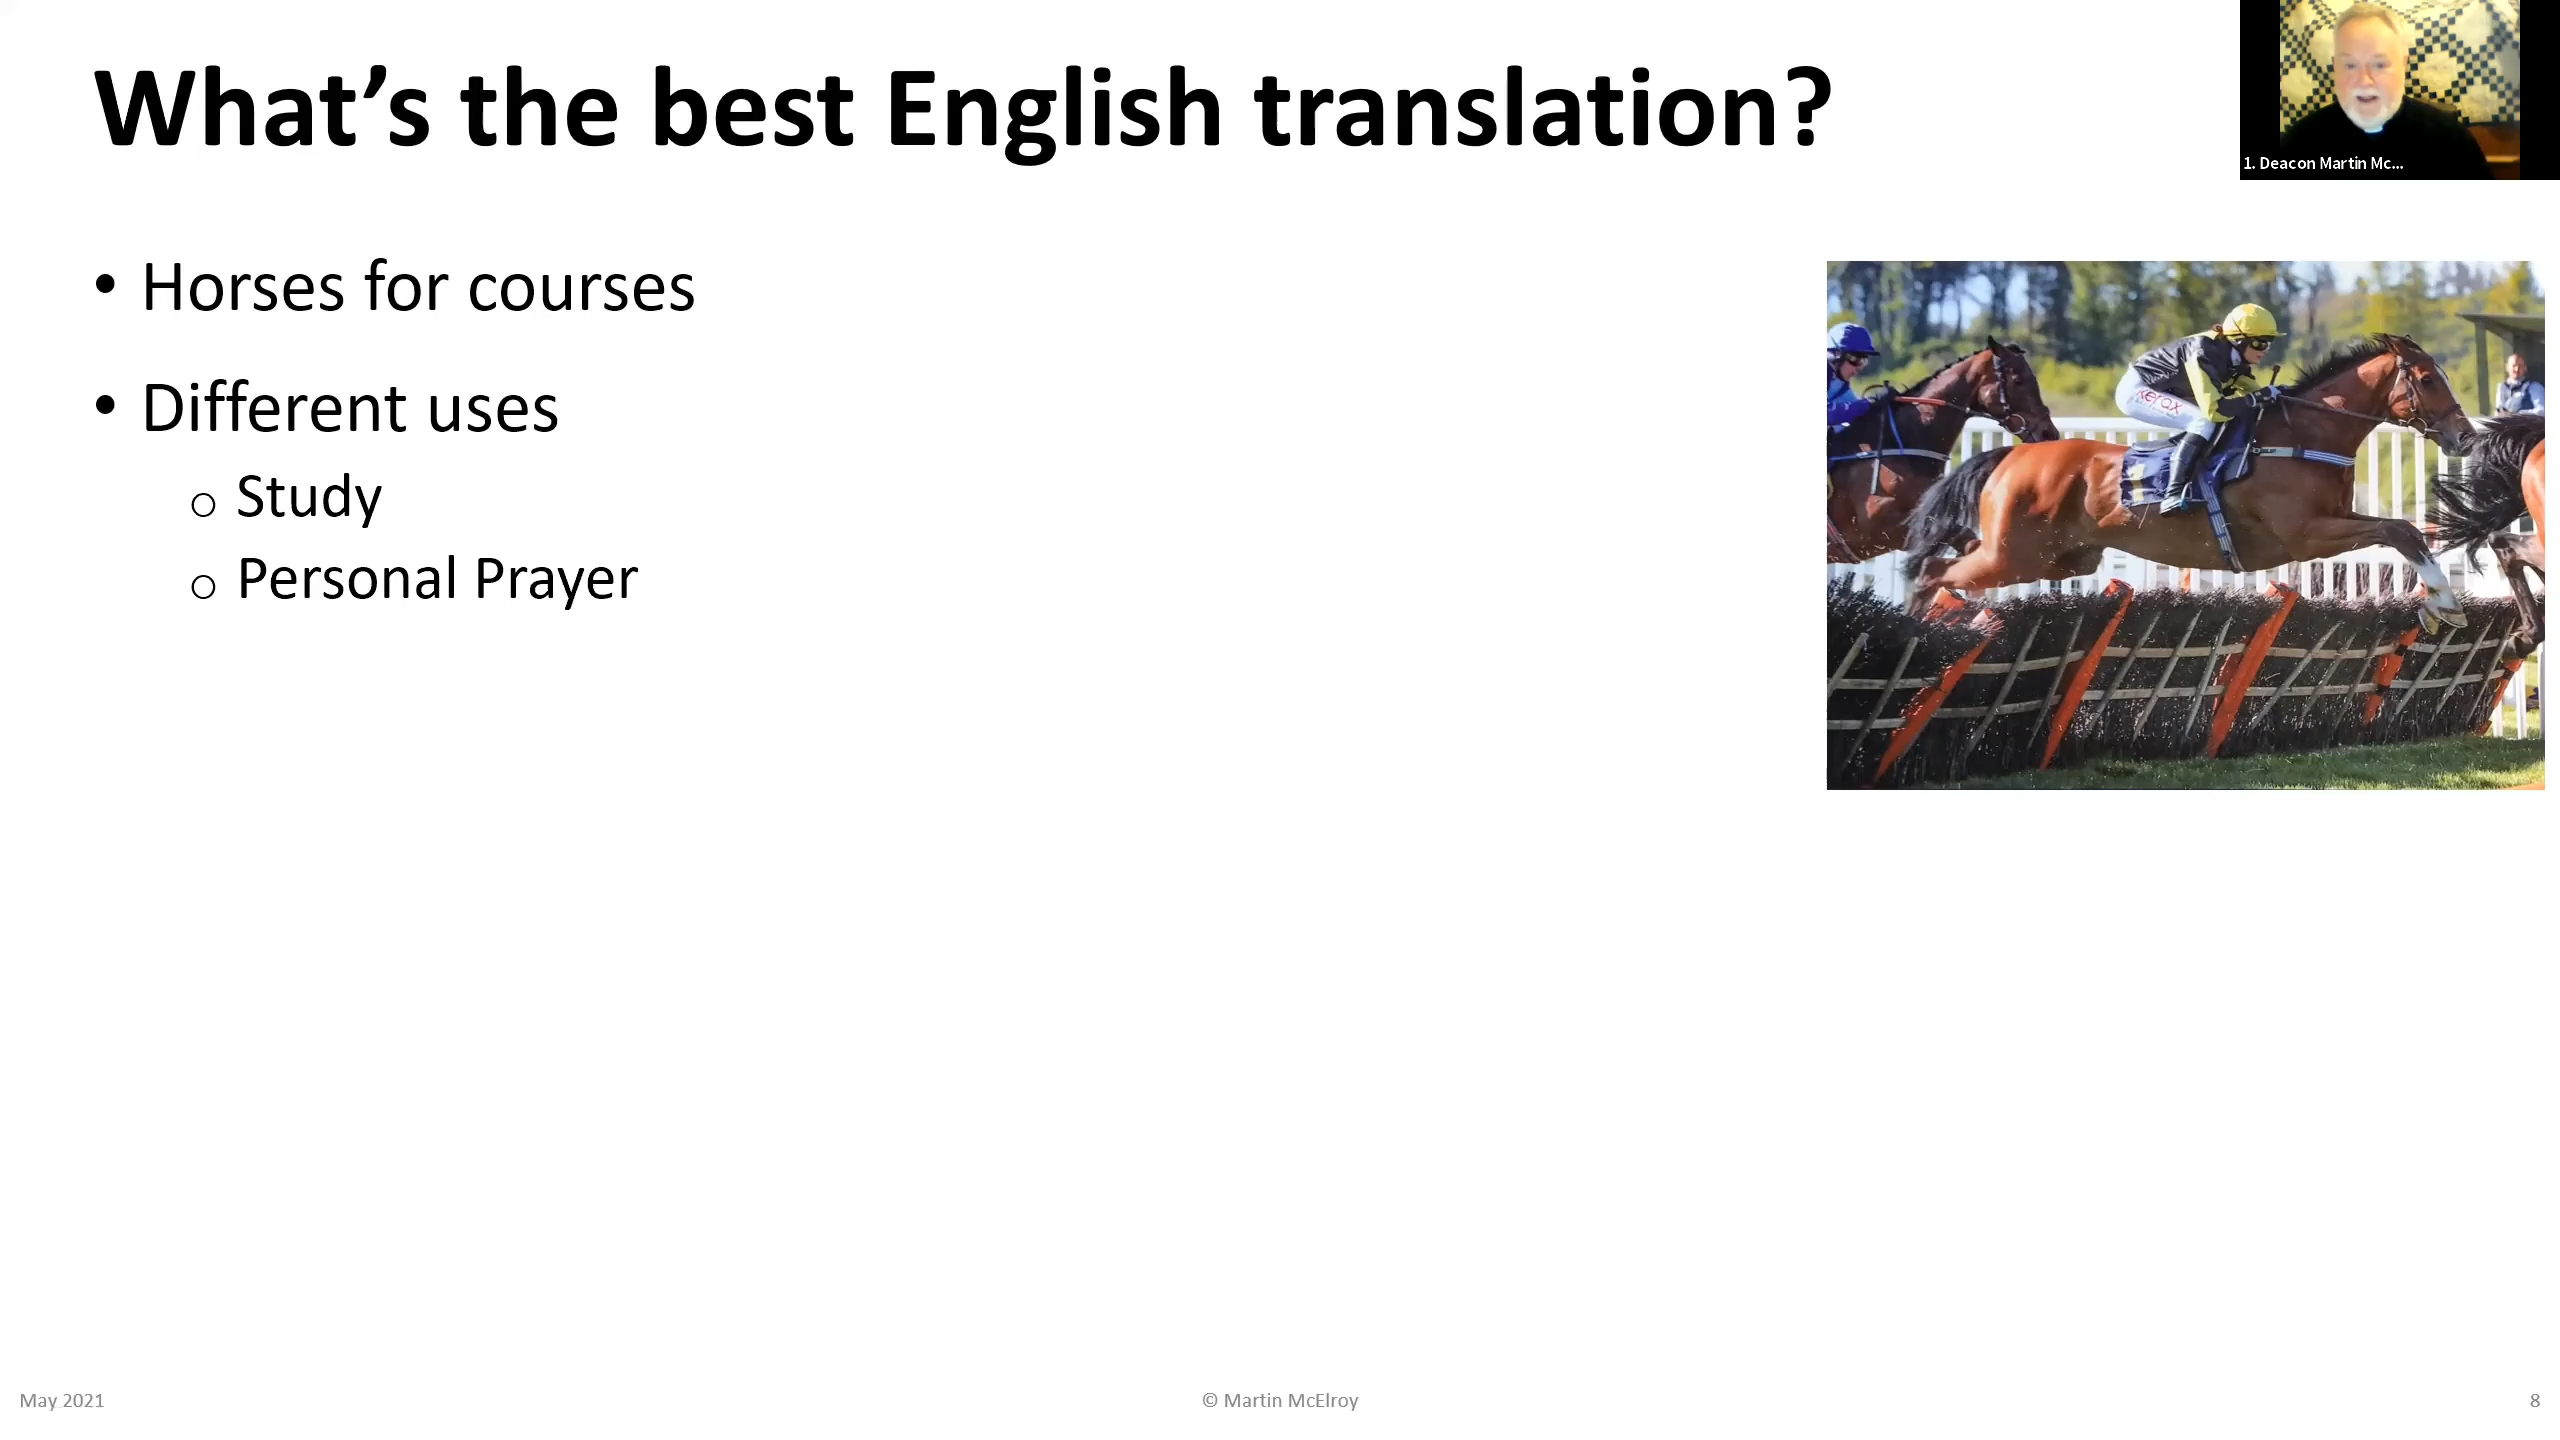 What’s the best English translation?
1. Deacon Martin Mc...
• Horses for courses
• Different uses
o Study
o Personal Prayer
xerox
May 2021
© Martin McElroy
8